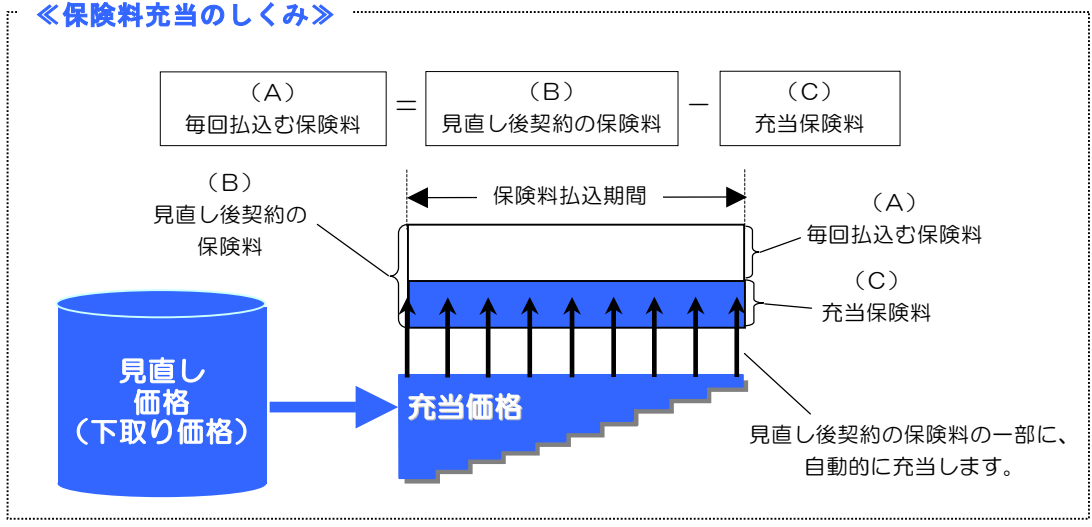 ≪保険料充当のしくみ≫
（A）
毎回払込む保険料
＝
（B）
見直し後契約の保険料
－
（C）
充当保険料
（B）
見直し後契約の
保険料
保険料払込期間
（A）
毎回払込む保険料
（C）
充当保険料
見直し
価格
（下取り価格）
充当価格
見直し後契約の保険料の一部に、
自動的に充当します。